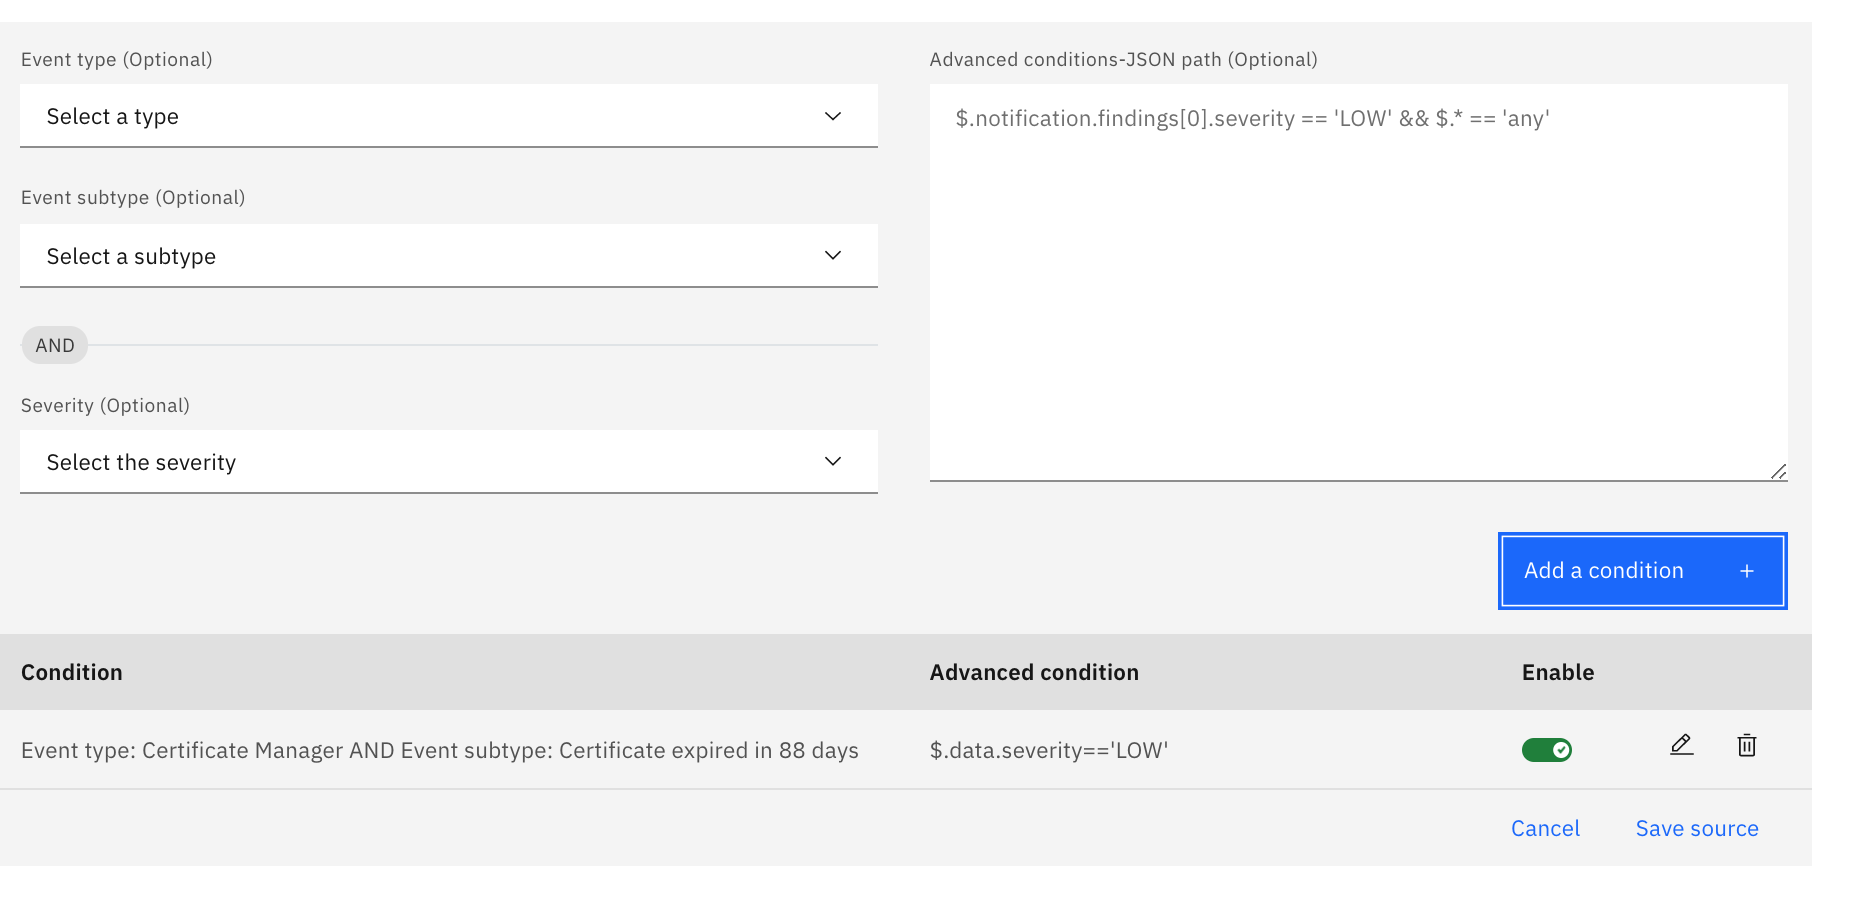 Event type (Optional)
Select a type
Event subtype (Optional)
Select a subtype
AND
Severity (Optional)
Select the severity
Advanced conditions-JSON path (Optional)
$.notification.findings[0].severity == 'LOW' && $.* == 'any'
Add a condition +
Condition Advanced condition Enable
Event type: Certificate Manager AND Event subtype: Certificate expired in 88 days $.data.severity=='LOW'
Cancel Save source